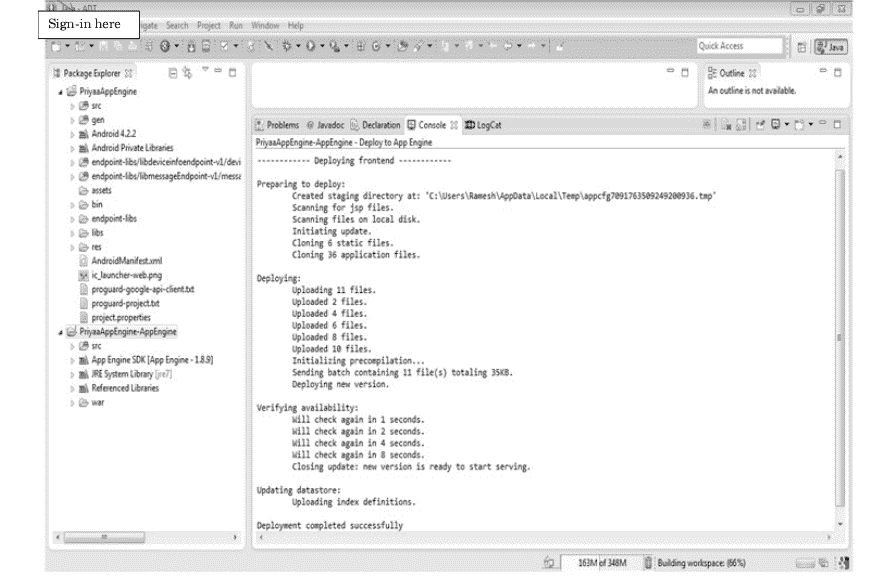 ADT
Sign-in here
Search Project Run Window Help
Quick Access
Java
Package Explorer
Outline
PriyaaAppEngine
An outline is not available.
src
gen
Android 4.2.2
Android Private Libraries
endpoint-libs/libdeviceinfoendpoint-v1/devi
endpoint-libs/libmessageEndpoint-v1/messa
assets
bin
endpoint-libs
libs
res
AndroidManifest.xml
ic_launcher-web.png
proguard-google-api-client.txt
proguard-project.txt
project.properties
PriyaaAppEngine-AppEngine
src
App Engine SDK [App Engine - 1.8.9]
JRE System Library [jre7]
Referenced Libraries
war
Problems @ Javadoc Declaration Console LogCat
PriyaaAppEngine-AppEngine - Deploy to App Engine
------------ Deploying frontend ------------
Preparing to deploy:
Created staging directory at: 'C:\Users\Ramesh\AppData\Local\Temp\appcfg7091763509249200936.tmp'
Scanning for jsp files.
Scanning files on local disk.
Initiating update.
Cloning 6 static files.
Cloning 36 application files.
Deploying:
Uploading 11 files.
Uploaded 2 files.
Uploaded 4 files.
Uploaded 6 files.
Uploaded 8 files.
Uploaded 10 files.
Initializing precompilation...
Sending batch containing 11 file(s) totaling 35KB.
Deploying new version.
Verifying availability:
Will check again in 1 seconds.
Will check again in 2 seconds.
Will check again in 4 seconds.
Will check again in 8 seconds.
Closing update: new version is ready to start serving.
Updating datastore:
Uploading index definitions.
Deployment completed successfully
163M of 348M
Building workspace: (66%)